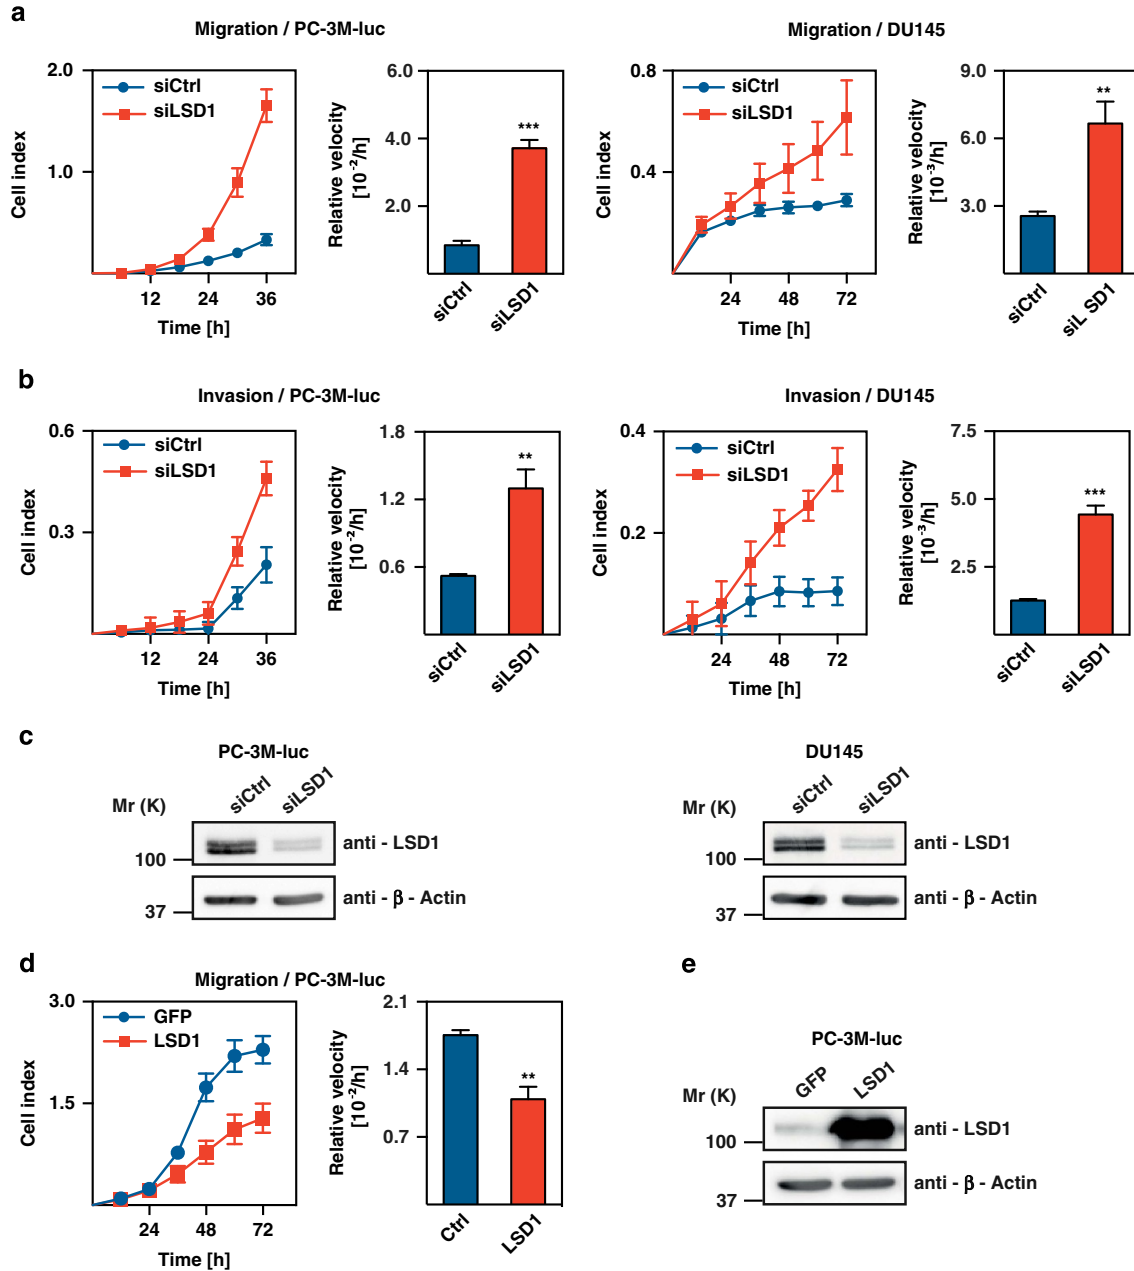 a
Migration / PC-3M-luc
Migration / DU145
2.0
1.0
Cell index
siCtrl
siLSD1
12
24
36
Time [h]
6.0
4.0
2.0
Relative velocity
[10⁻²/h]
***
siCtrl
siLSD1
0.8
0.4
Cell index
siCtrl
siLSD1
24
48
72
Time [h]
9.0
6.0
3.0
Relative velocity
[10⁻³/h]
**
siCtrl
siL SD1
b
Invasion / PC-3M-luc
Invasion / DU145
0.6
0.3
Cell index
siCtrl
siLSD1
12
24
36
Time [h]
1.8
1.2
0.6
Relative velocity
[10⁻²/h]
**
siCtrl
siLSD1
0.4
0.2
Cell index
siCtrl
siLSD1
24
48
72
Time [h]
7.5
5.0
2.5
Relative velocity
[10⁻³/h]
***
siCtrl
siLSD1
c
PC-3M-luc
Mr (K)
siCtrl
siLSD1
100
anti - LSD1
37
anti - β - Actin
DU145
Mr (K)
siCtrl
siLSD1
100
anti - LSD1
37
anti - β - Actin
d
Migration / PC-3M-luc
3.0
1.5
Cell index
GFP
LSD1
24
48
72
Time [h]
2.1
1.4
0.7
Relative velocity
[10⁻²/h]
**
Ctrl
LSD1
e
PC-3M-luc
Mr (K)
GFP
LSD1
100
anti - LSD1
37
anti - β - Actin